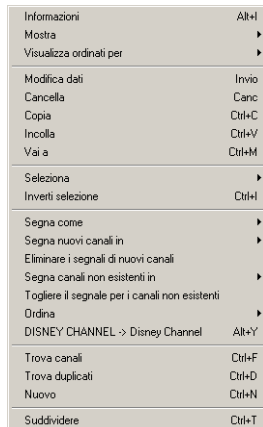 Informazioni Alt+I
Mostra
Visualizza ordinati per
Modifica dati Invio
Cancella Canc
Copia Ctrl+C
Incolla Ctrl+V
Vai a Ctrl+M
Seleziona
Inverti selezione Ctrl+I
Segna come
Segna nuovi canali in
Eliminare i segnali di nuovi canali
Segna canali non esistenti in
Togliere il segnale per i canali non esistenti
Ordina
DISNEY CHANNEL -> Disney Channel Alt+Y
Trova canali Ctrl+F
Trova duplicati Ctrl+D
Nuovo Ctrl+N
Suddividere Ctrl+T